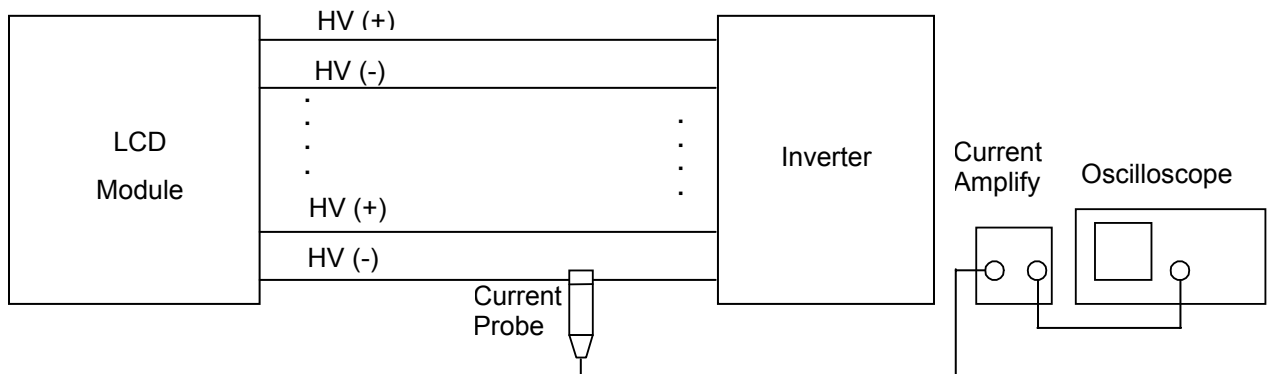 HV (+)
HV (-)
LCD
Module
Inverter
Current
Amplify
Oscilloscope
HV (+)
HV (-)
Current
Probe